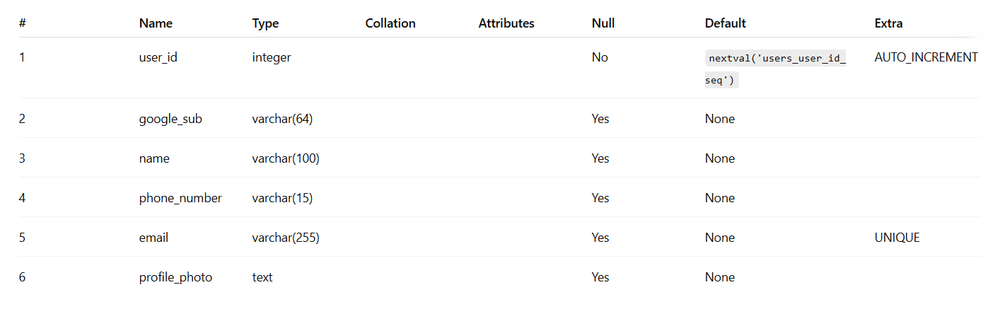 # Name Type Collation Attributes Null Default Extra
1 user_id integer No nextval('users_user_id_ AUTO_INCREMENT
seq')
2 google_sub varchar(64) Yes None
3 name varchar(100) Yes None
4 phone_number varchar(15) Yes None
5 email varchar(255) Yes None UNIQUE
6 profile_photo text Yes None